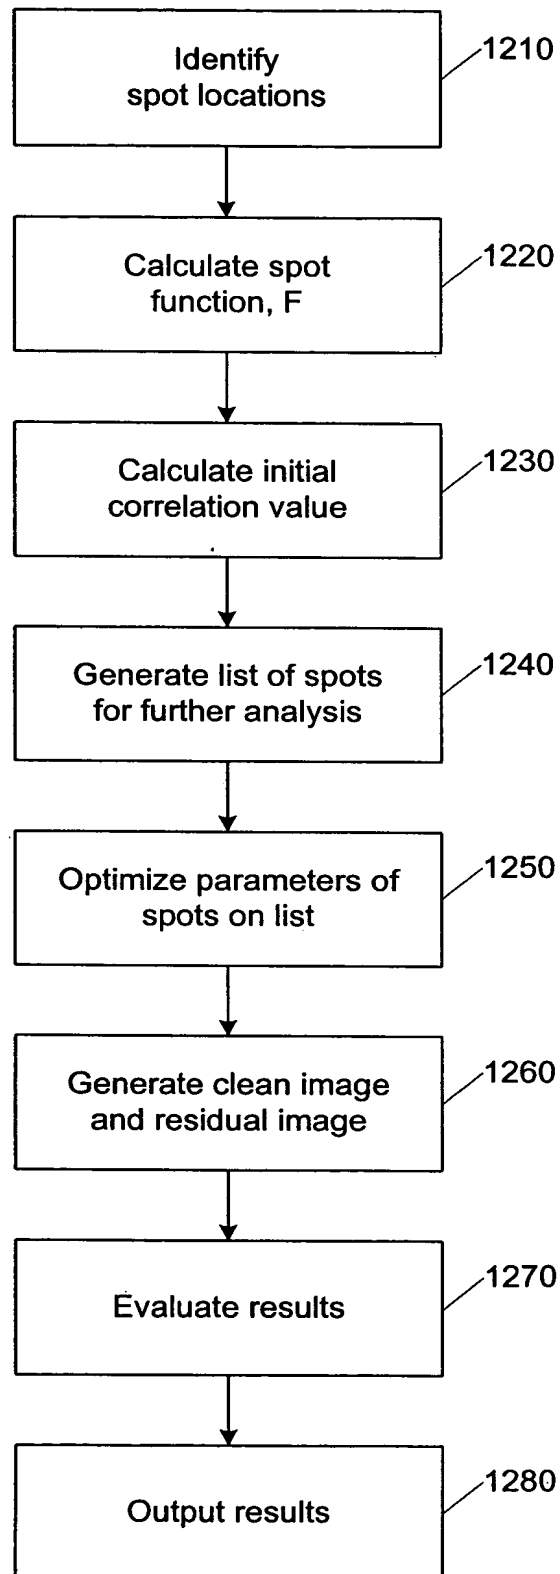 Identify
spot locations
1210
Calculate spot
function, F
1220
Calculate initial
correlation value
1230
Generate list of spots
for further analysis
1240
Optimize parameters of
spots on list
1250
Generate clean image
and residual image
1260
Evaluate results
1270
Output results
1280